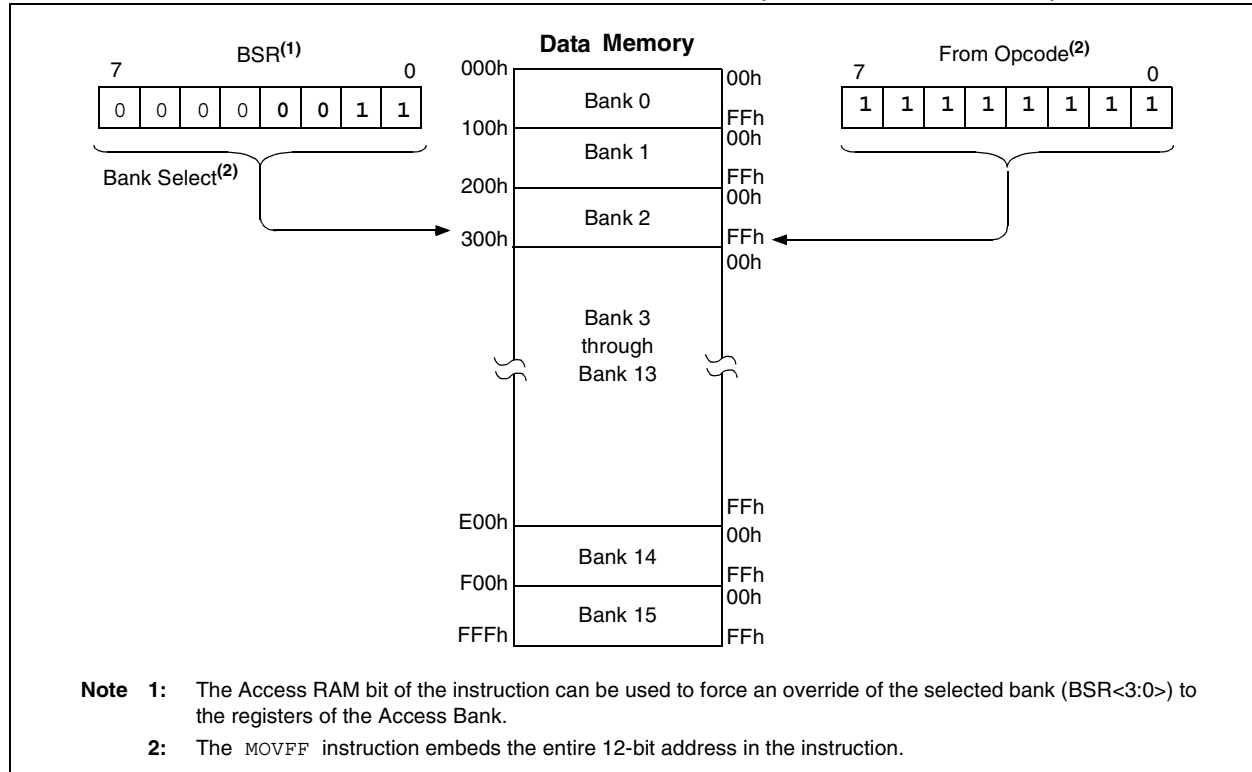 BSR(1)
7 0
0 0 0 0 0 0 1 1
Bank Select(2)
Data Memory
000h
100h
200h
300h
E00h
F00h
FFFh
Bank 0
Bank 1
Bank 2
Bank 3
through
Bank 13
Bank 14
Bank 15
00h
FFh
00h
FFh
00h
FFh
00h
FFh
00h
FFh
00h
FFh
From Opcode(2)
7 0
1 1 1 1 1 1 1 1
Note 1: The Access RAM bit of the instruction can be used to force an override of the selected bank (BSR<3:0>) to
the registers of the Access Bank.
2: The MOVFF instruction embeds the entire 12-bit address in the instruction.